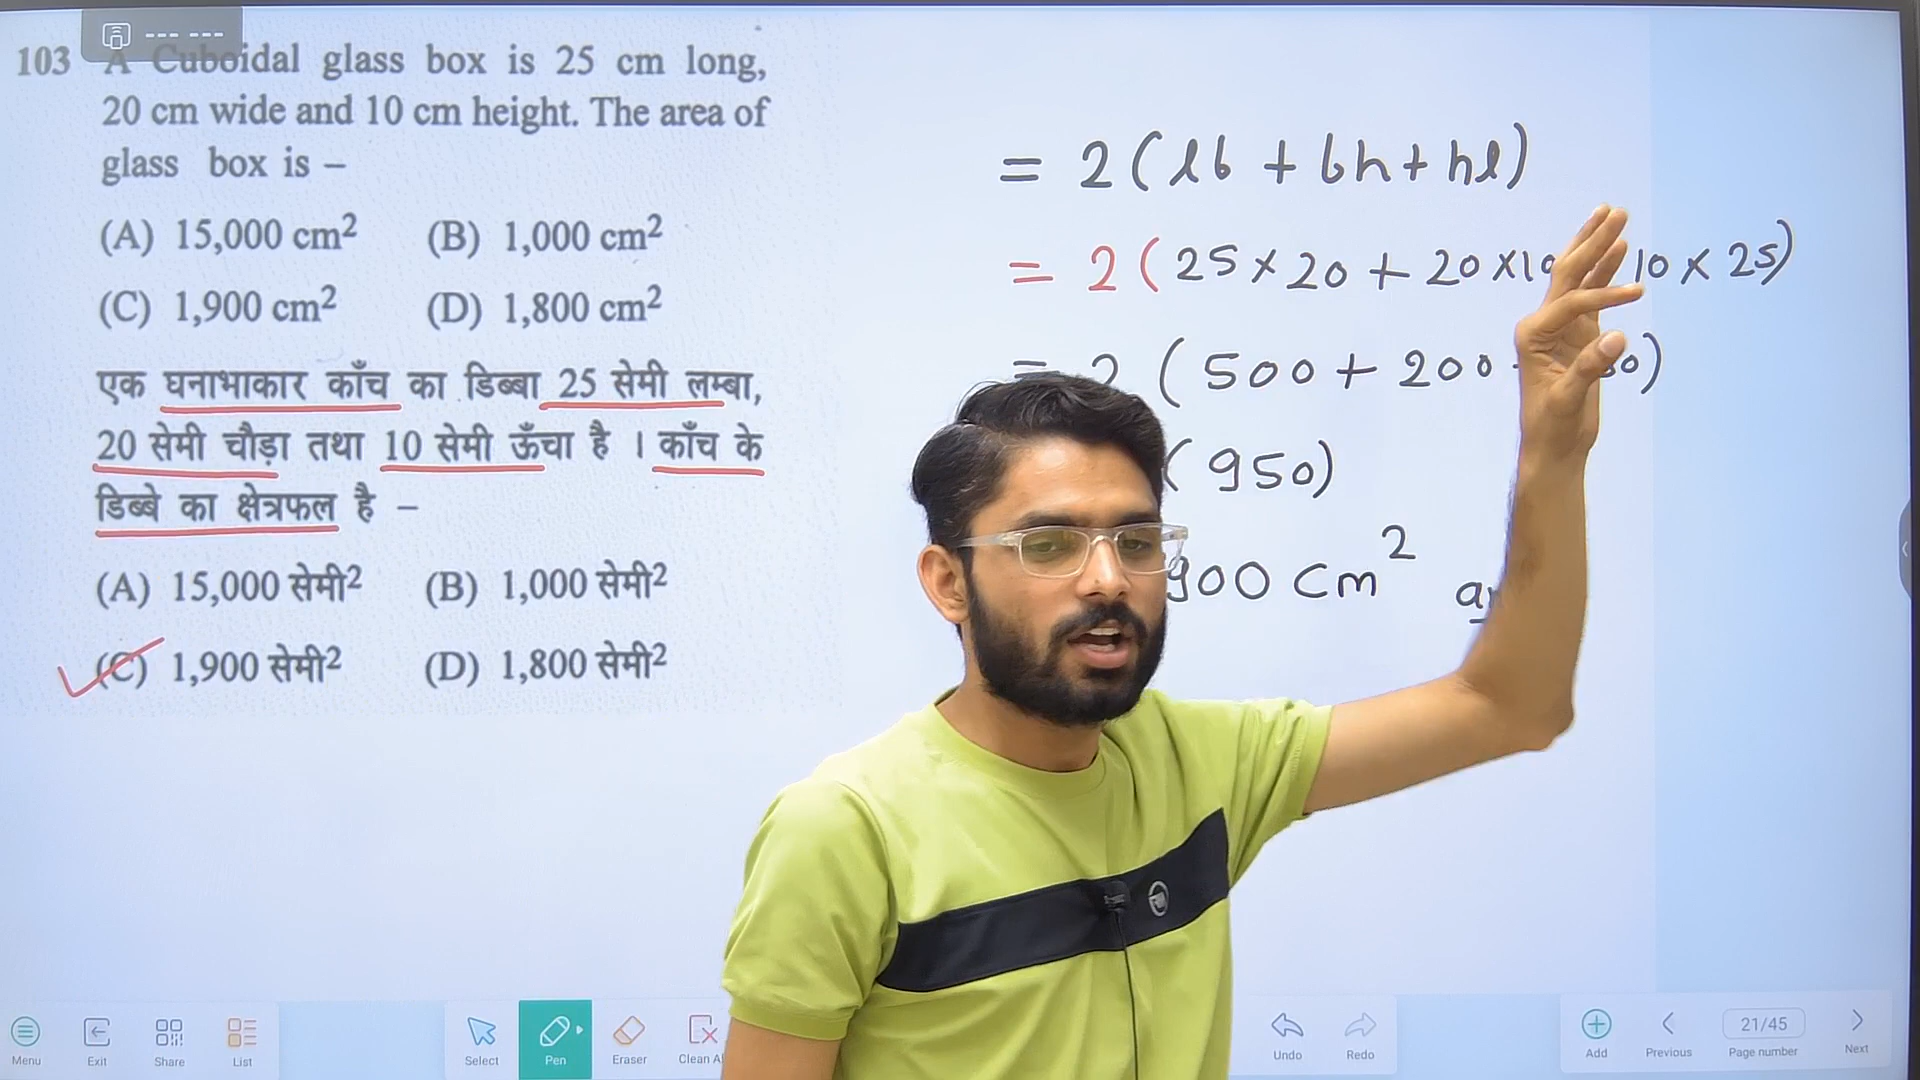 103 A Cuboidal glass box is 25 cm long,
20 cm wide and 10 cm height. The area of
glass box is –
(A) 15,000 cm² (B) 1,000 cm²
(C) 1,900 cm² (D) 1,800 cm²
एक घनाभाकार काँच का डिब्बा 25 सेमी लम्बा,
20 सेमी चौड़ा तथा 10 सेमी ऊँचा है । काँच के
डिब्बे का क्षेत्रफल है –
(A) 15,000 सेमी² (B) 1,000 सेमी²
(C) 1,900 सेमी² (D) 1,800 सेमी²
= 2 (lb + bh + hl)
= 2 ( 25 × 20 + 20 × 10 10 × 25)
= 2 ( 500 + 200
( 950)
900 cm²
Menu Exit Share List Select Pen Eraser Clean Undo Redo Add Previous 21/45 Page number Next